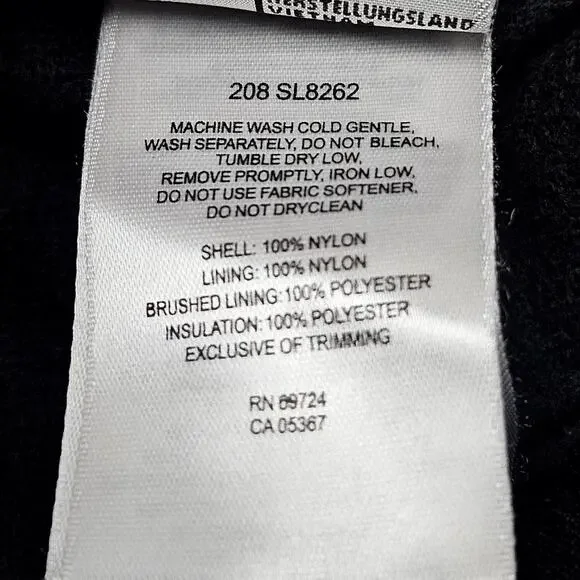 HERSTELLUNGSLAND
VIETNAM
208 SL8262
MACHINE WASH COLD GENTLE,
WASH SEPARATELY, DO NOT BLEACH,
TUMBLE DRY LOW,
REMOVE PROMPTLY, IRON LOW,
DO NOT USE FABRIC SOFTENER,
DO NOT DRYCLEAN
SHELL: 100% NYLON
LINING: 100% NYLON
BRUSHED LINING:100% POLYESTER
INSULATION:100% POLYESTER
EXCLUSIVE OF TRIMMING
RN 69724
CA 05367